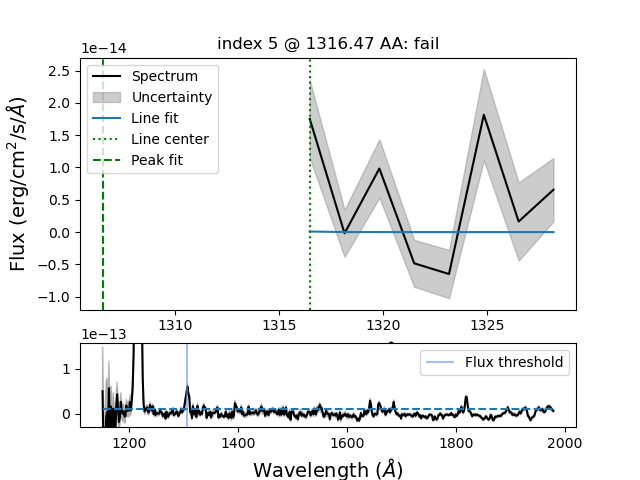 index 5 @ 1316.47 AA: fail
1e−14
Flux (erg/cm²/s/Å)
2.5
2.0
1.5
1.0
0.5
0.0
−0.5
−1.0
Spectrum
Uncertainty
Line fit
Line center
Peak fit
1310
1315
1320
1325
1e−13
1
0
Flux threshold
1200
1400
1600
1800
2000
Wavelength (Å)